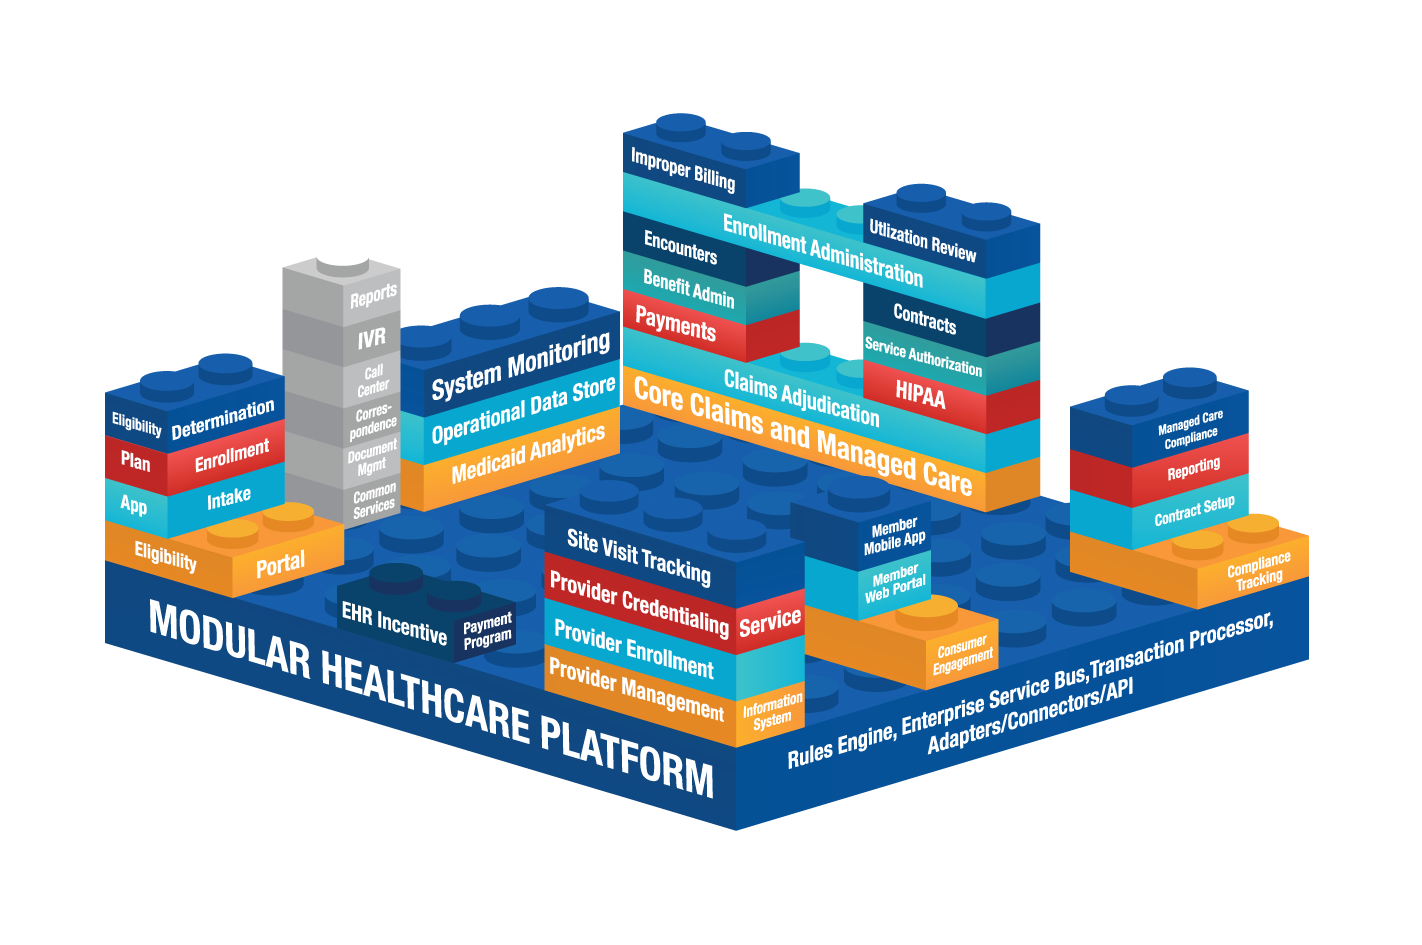 Improper Billing
Enrollment Administration
Utlization Review
Encounters
Benefit Admin
Payments
Contracts
Service Authorization
HIPAA
Claims Adjudication
Core Claims and Managed Care
Reports
IVR
Call
Center
Corres-
pondence
Document
Mgmt
Common
Services
System Monitoring
Operational Data Store
Medicaid Analytics
Eligibility Determination
Plan Enrollment
App Intake
Eligibility Portal
Managed Care
Compliance
Reporting
Contract Setup
Compliance
Tracking
Site Visit Tracking
Provider Credentialing Service
Provider Enrollment
Provider Management Information
System
Member
Mobile App
Member
Web Portal
Consumer
Engagement
EHR Incentive Payment
Program
MODULAR HEALTHCARE PLATFORM
Rules Engine, Enterprise Service Bus,Transaction Processor,
Adapters/Connectors/API